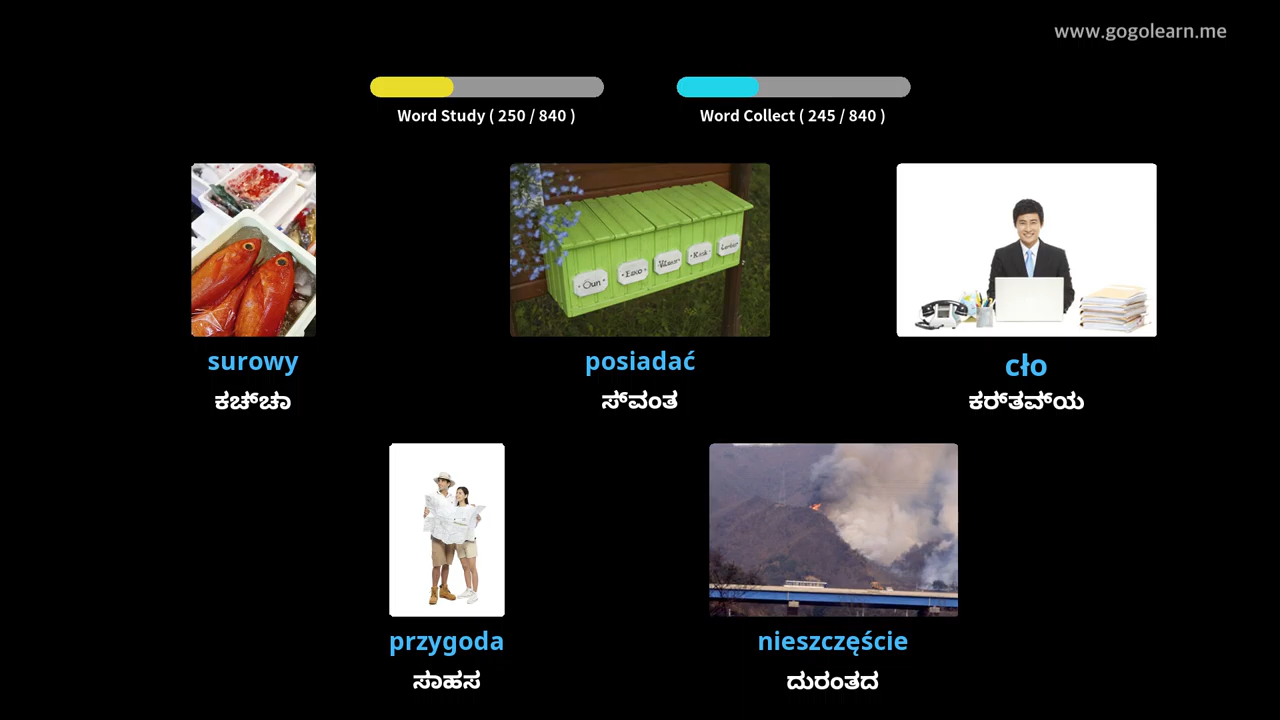 www.gogolearn.me
Word Study ( 250 / 840 )
Word Collect ( 245 / 840 )
Oun
surowy
posiadać
cło
ಕಚ್‌ಚಾ
ಸ್‌ವಂತ
ಕರ್‌ತವ್‌ಯ
przygoda
nieszczęście
ಸಾಹಸ
ದುರಂತದ